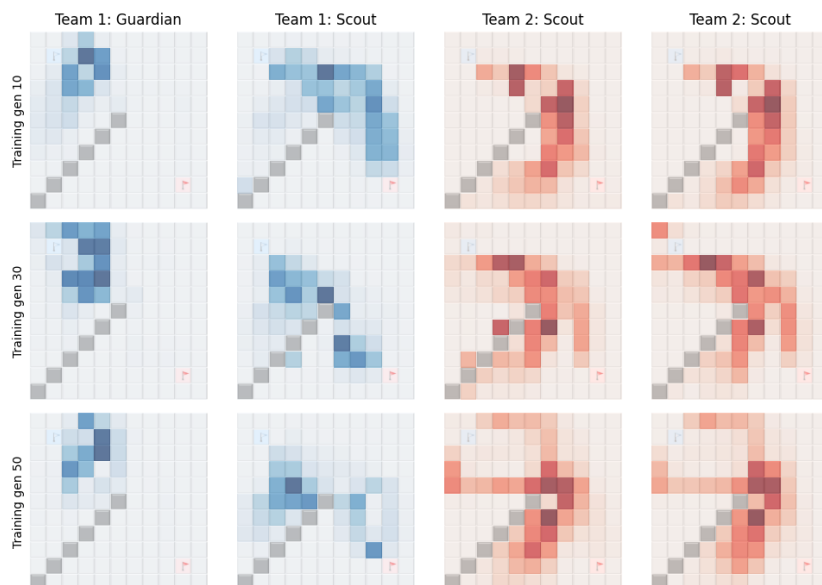 Team 1: Guardian
Team 1: Scout
Team 2: Scout
Team 2: Scout
Training gen 10
Training gen 30
Training gen 50